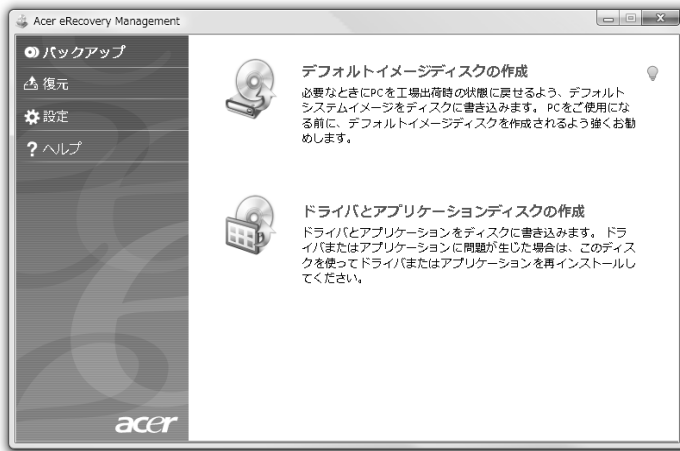 Acer eRecovery Management
バックアップ
復元
設定
? ヘルプ
デフォルトイメージディスクの作成
必要なときにPCを工場出荷時の状態に戻せるよう、デフォルト
システムイメージをディスクに書き込みます。 PCをご使用にな
る前に、デフォルトイメージディスクを作成されるよう強くお勧
めします。
ドライバとアプリケーションディスクの作成
ドライバとアプリケーションをディスクに書き込みます。 ドラ
イバまたはアプリケーションに問題が生じた場合は、このディス
クを使ってドライバまたはアプリケーションを再インストールし
てください。
acer